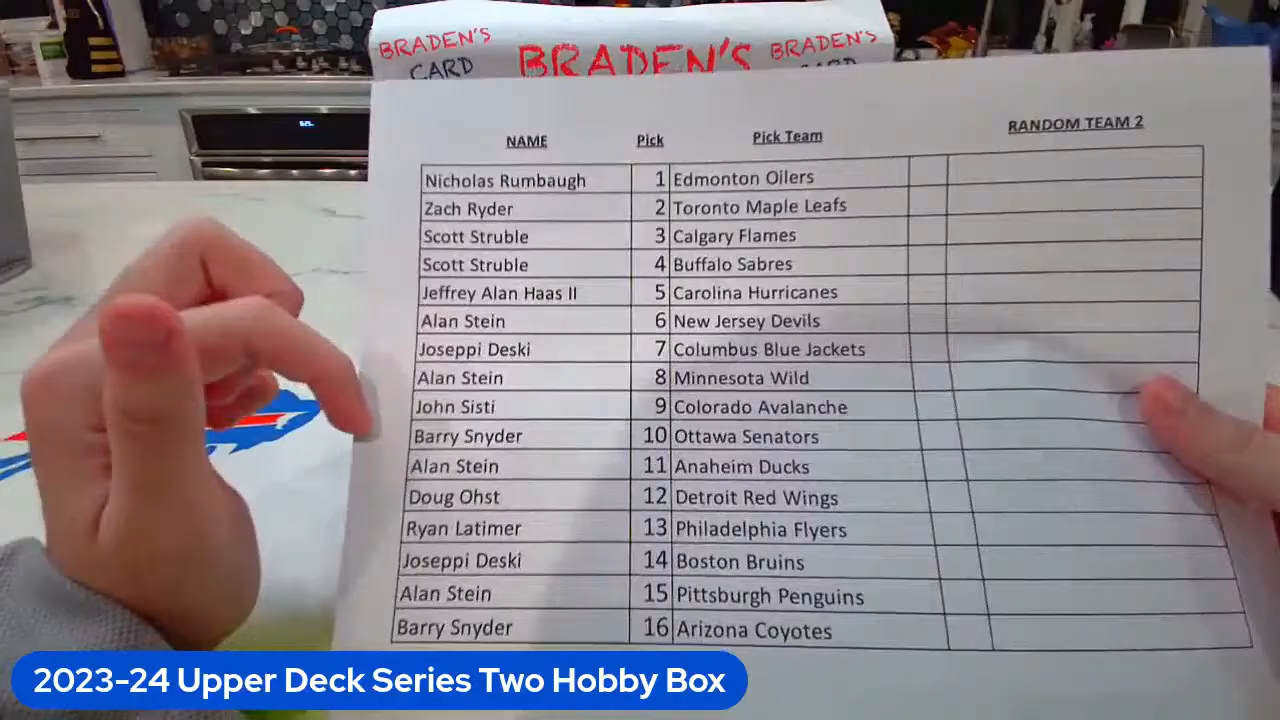 BRADEN'S BRADEN'S BRADEN'S
CARD CARD
NAME Pick Pick Team RANDOM TEAM 2
Nicholas Rumbaugh 1 Edmonton Oilers
Zach Ryder 2 Toronto Maple Leafs
Scott Struble 3 Calgary Flames
Scott Struble 4 Buffalo Sabres
Jeffrey Alan Haas II 5 Carolina Hurricanes
Alan Stein 6 New Jersey Devils
Joseppi Deski 7 Columbus Blue Jackets
Alan Stein 8 Minnesota Wild
John Sisti 9 Colorado Avalanche
Barry Snyder 10 Ottawa Senators
Alan Stein 11 Anaheim Ducks
Doug Ohst 12 Detroit Red Wings
Ryan Latimer 13 Philadelphia Flyers
Joseppi Deski 14 Boston Bruins
Alan Stein 15 Pittsburgh Penguins
Barry Snyder 16 Arizona Coyotes
2023-24 Upper Deck Series Two Hobby Box